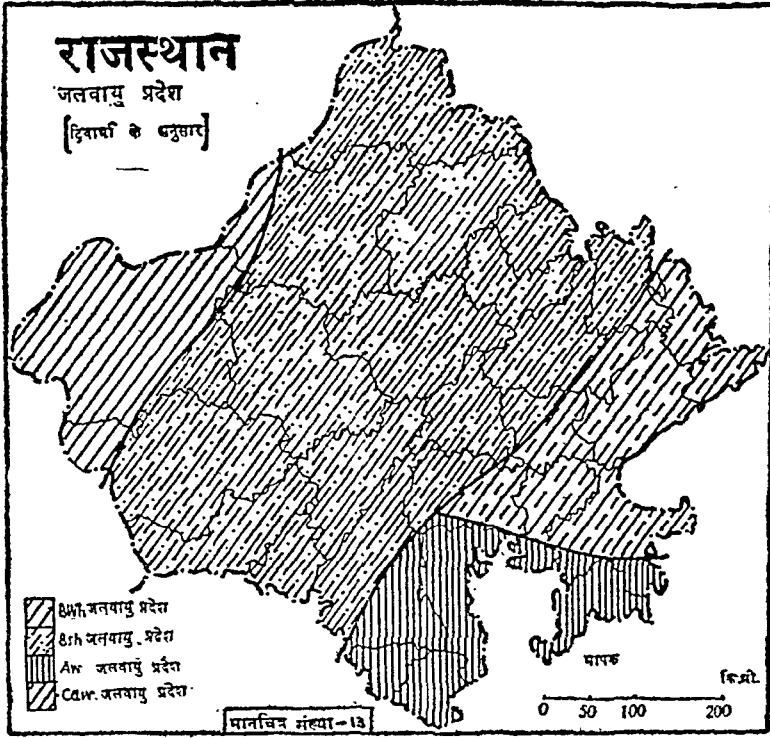 राजस्थान
जलवायु प्रदेश
[ट्रिवार्था के अनुसार]
BWh जलवायु प्रदेश
Bsh जलवायु प्रदेश
Aw जलवायु प्रदेश
Caw. जलवायु प्रदेश
मापक
कि.मी.
0 50 100 200
मानचित्र संख्या-13